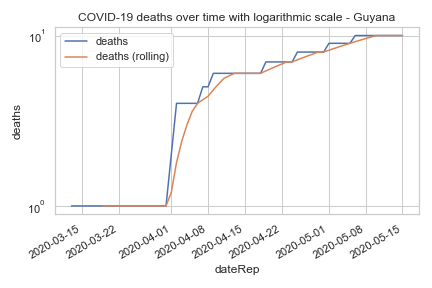 COVID-19 deaths over time with logarithmic scale - Guyana
10¹
deaths
deaths (rolling)
deaths
10⁰
2020-03-15
2020-03-22
2020-04-01
2020-04-08
2020-04-15
2020-04-22
2020-05-01
2020-05-08
2020-05-15
dateRep